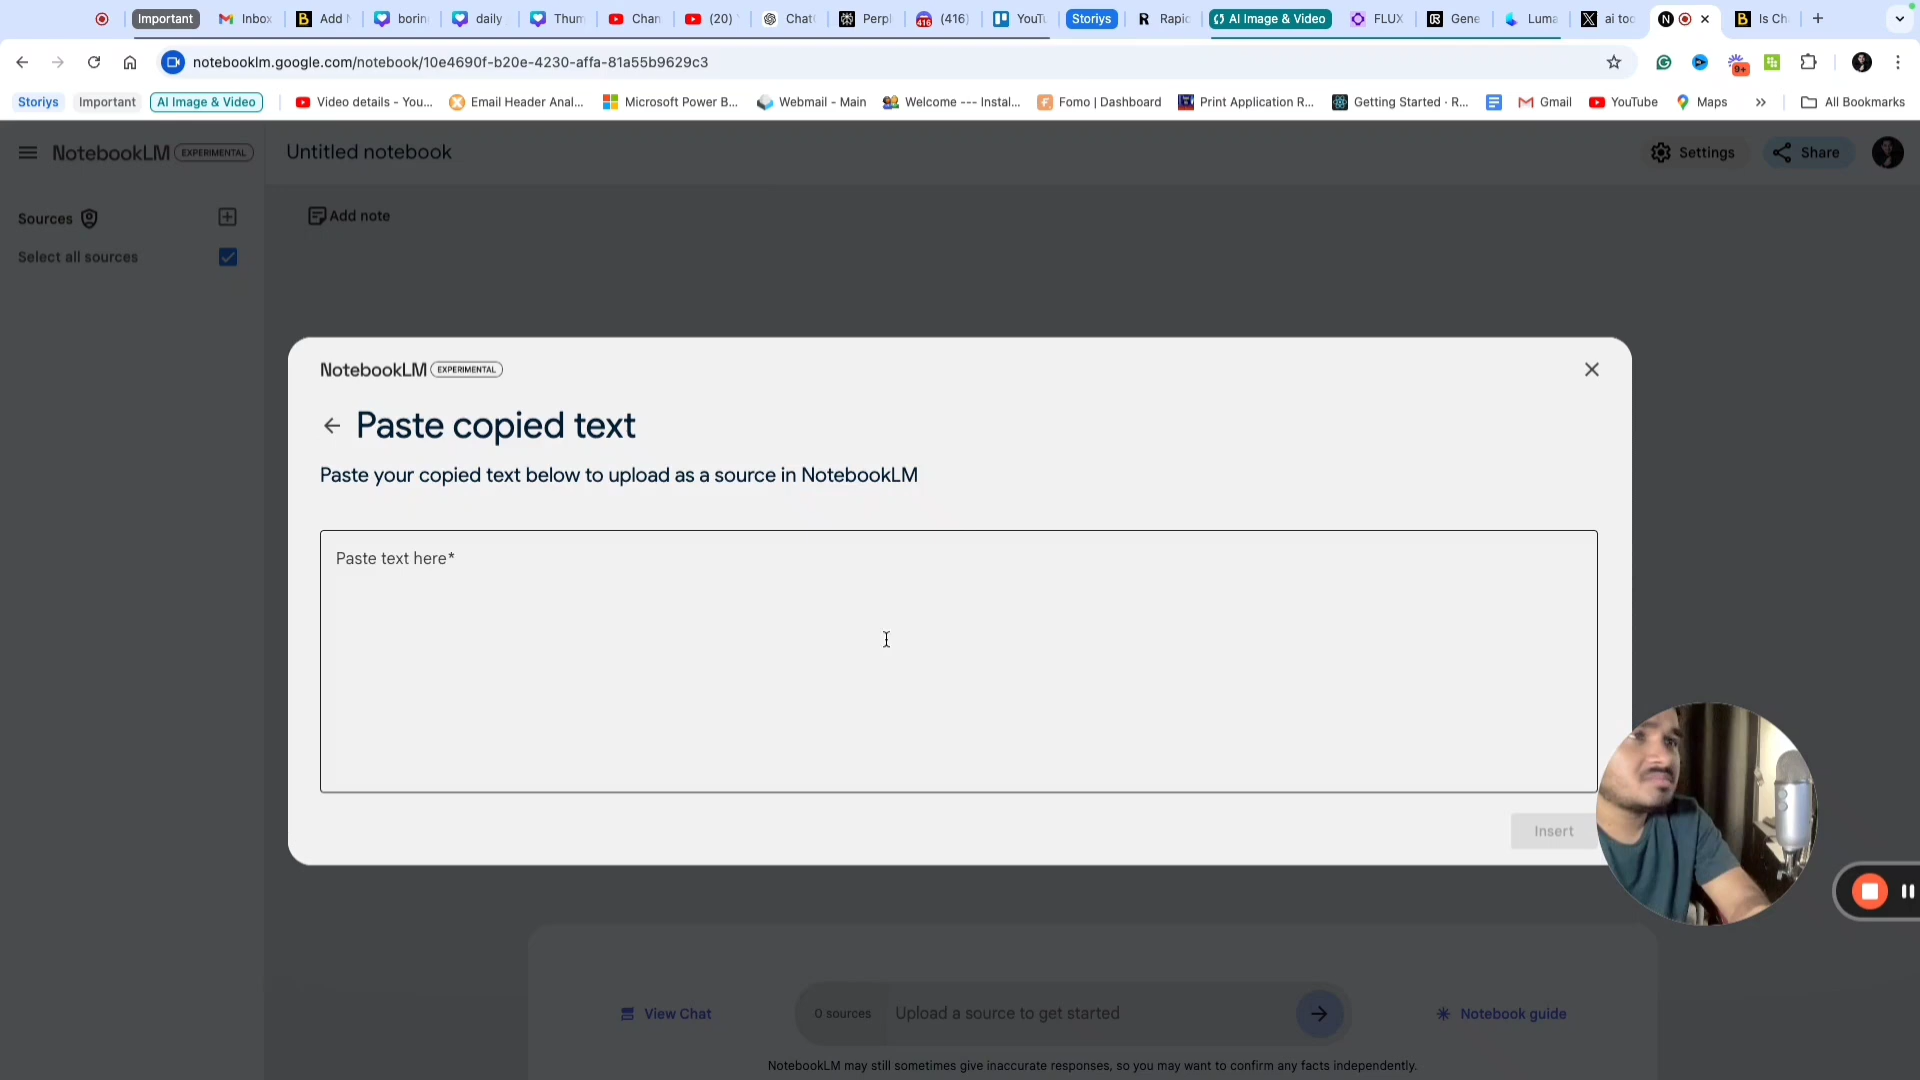 Important
Inbox
Add
borin
daily
Thum
Chan
(20)
Chat
Perpl
(416)
YouTu
Storiys
Rapid
AI Image & Video
FLUX
Gene
Luma
ai too
Is Ch
notebooklm.google.com/notebook/10e4690f-b20e-4230-affa-81a55b9629c3
9+
Storiys
Important
AI Image & Video
Video details - You...
Email Header Anal...
Microsoft Power B...
Webmail - Main
Welcome --- Instal...
Fomo | Dashboard
Print Application R...
Getting Started · R...
Gmail
YouTube
Maps
All Bookmarks
NotebookLM EXPERIMENTAL
Untitled notebook
Settings
Share
Sources
Add note
Select all sources
NotebookLM EXPERIMENTAL
Paste copied text
Paste your copied text below to upload as a source in NotebookLM
Paste text here*
Insert
View Chat
0 sources
Upload a source to get started
Notebook guide
NotebookLM may still sometimes give inaccurate responses, so you may want to confirm any facts independently.